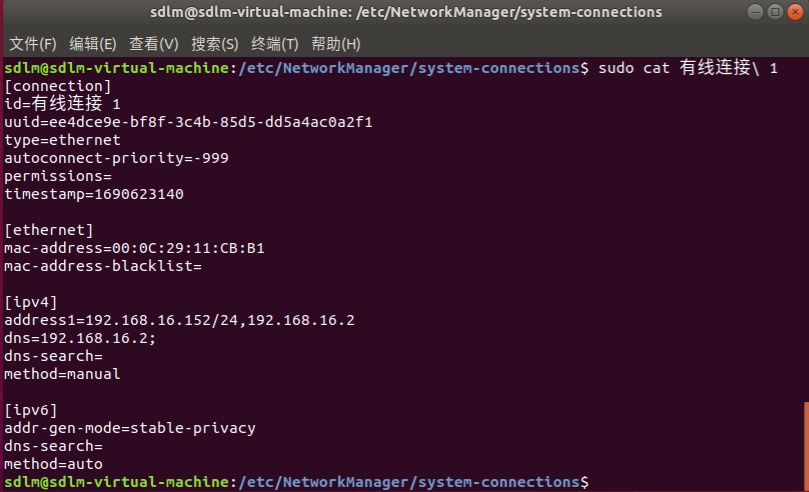 sdlm@sdlm-virtual-machine: /etc/NetworkManager/system-connections
文件(F) 编辑(E) 查看(V) 搜索(S) 终端(T) 帮助(H)
sdlm@sdlm-virtual-machine:/etc/NetworkManager/system-connections$ sudo cat 有线连接\ 1
[connection]
id=有线连接 1
uuid=ee4dce9e-bf8f-3c4b-85d5-dd5a4ac0a2f1
type=ethernet
autoconnect-priority=-999
permissions=
timestamp=1690623140
[ethernet]
mac-address=00:0C:29:11:CB:B1
mac-address-blacklist=
[ipv4]
address1=192.168.16.152/24,192.168.16.2
dns=192.168.16.2;
dns-search=
method=manual
[ipv6]
addr-gen-mode=stable-privacy
dns-search=
method=auto
sdlm@sdlm-virtual-machine:/etc/NetworkManager/system-connections$